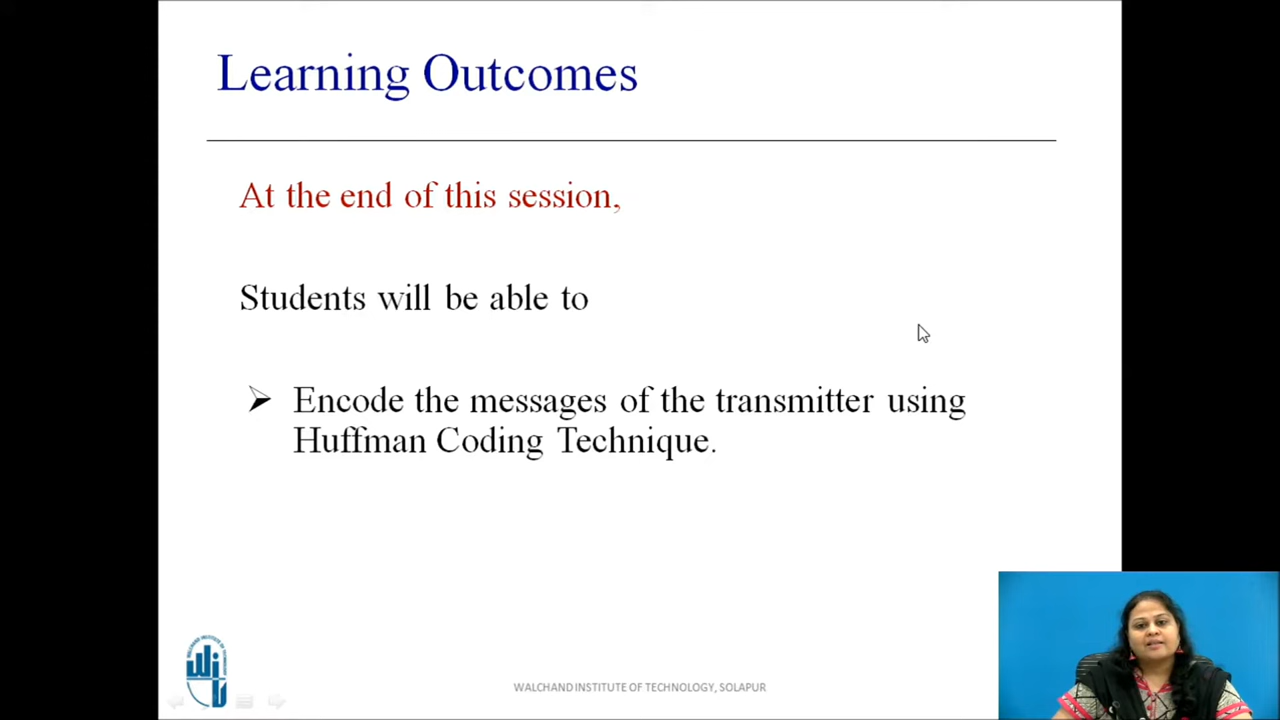 Learning Outcomes
At the end of this session,
Students will be able to
➢ Encode the messages of the transmitter using
Huffman Coding Technique.
WALCHAND INSTITUTE OF TECHNOLOGY, SOLAPUR